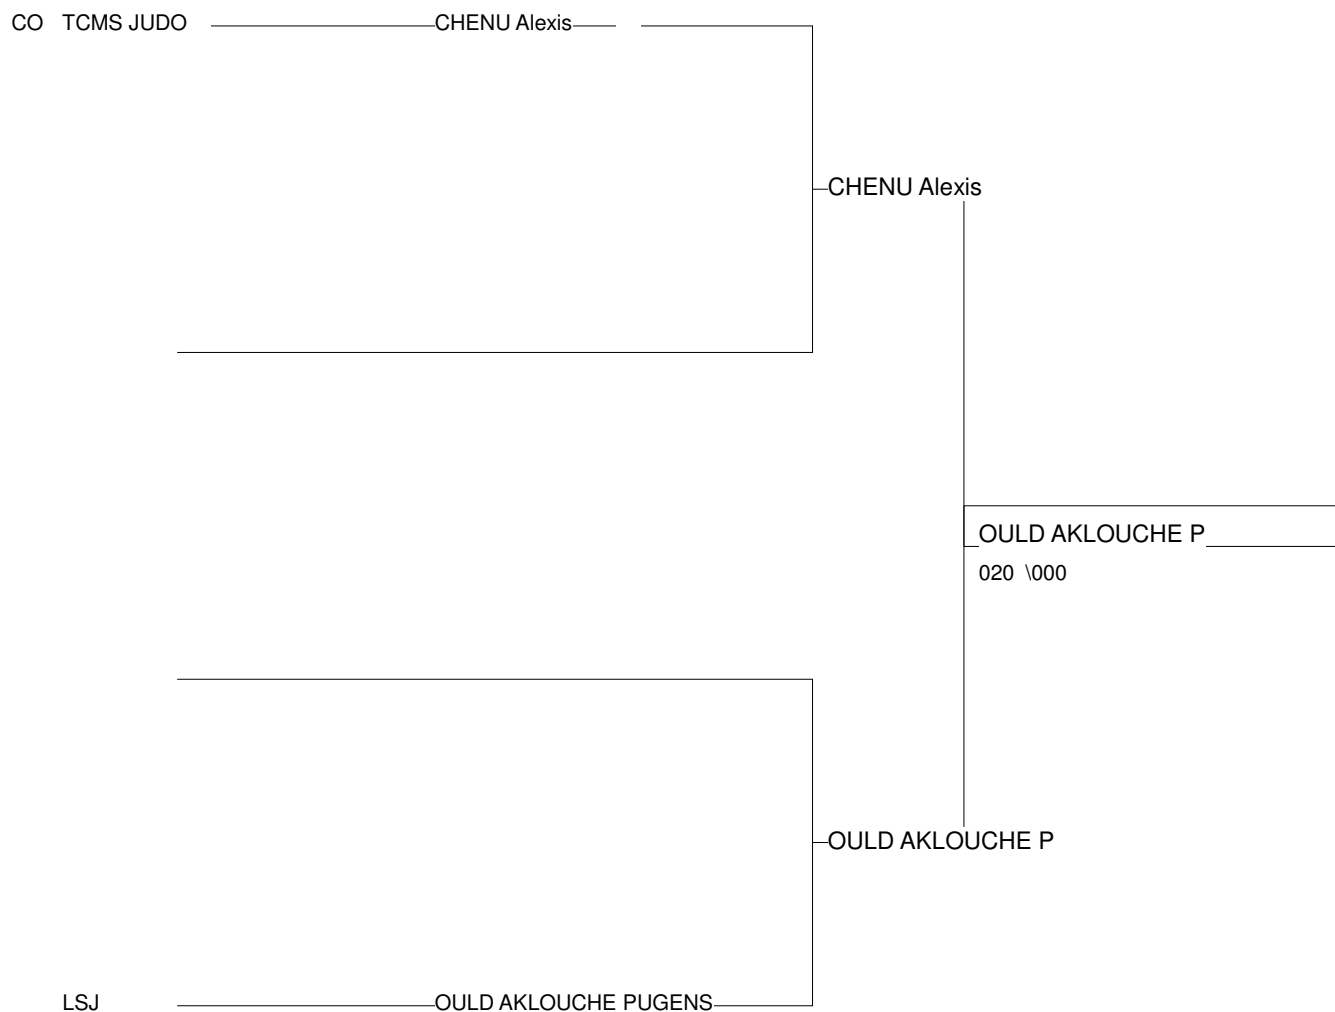 CO TCMS JUDO CHENU Alexis
CHENU Alexis
OULD AKLOUCHE P
020 \000
OULD AKLOUCHE P
LSJ OULD AKLOUCHE PUGENS